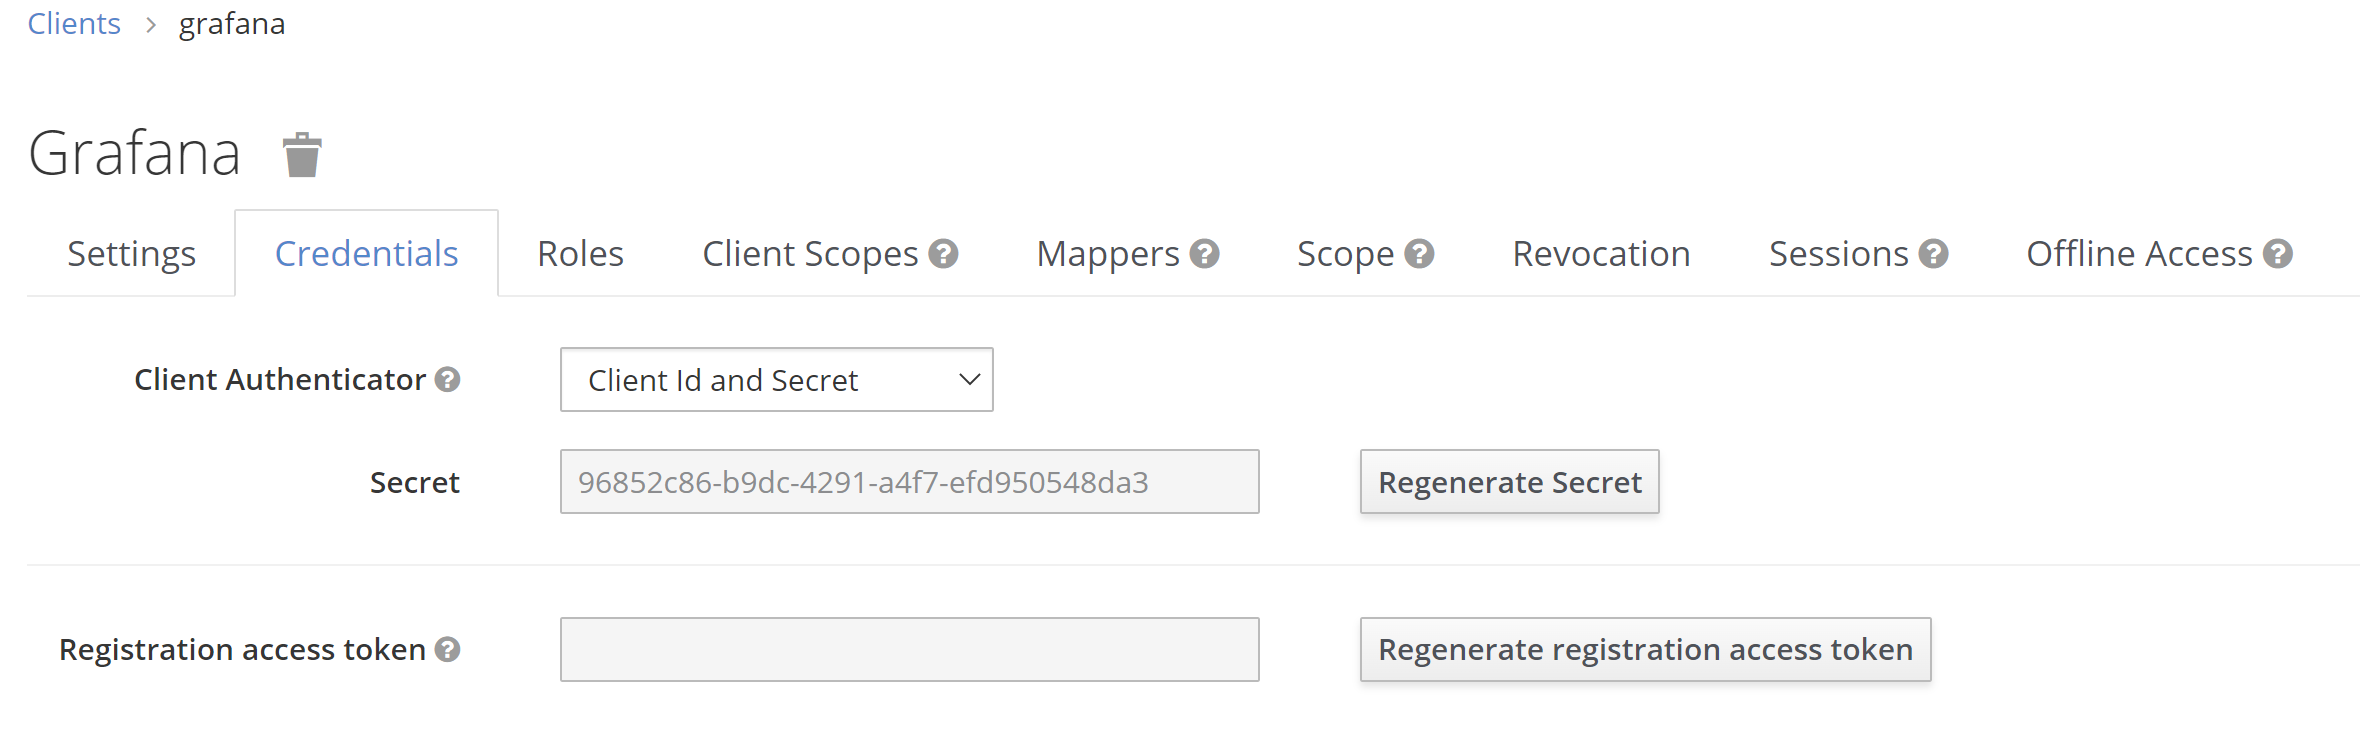 Clients > grafana
Grafana
Settings Credentials Roles Client Scopes ? Mappers ? Scope ? Revocation Sessions ? Offline Access ?
Client Authenticator ? Client Id and Secret
Secret 96852c86-b9dc-4291-a4f7-efd950548da3 Regenerate Secret
Registration access token ? Regenerate registration access token